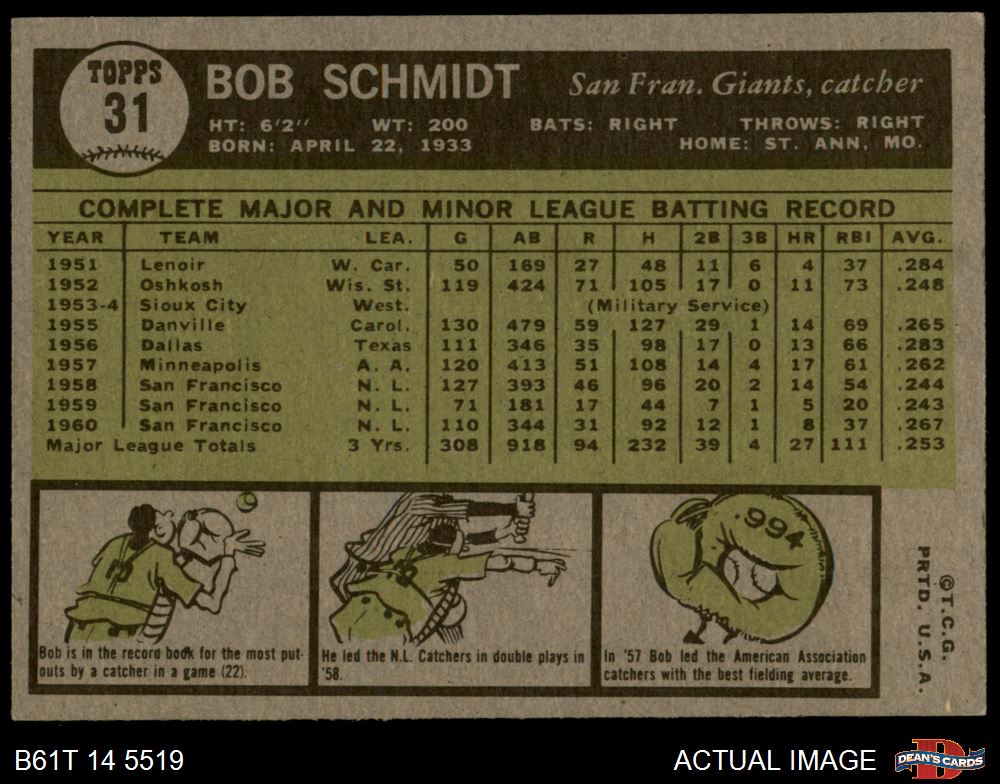 TOPPS
31
BOB SCHMIDT
San Fran. Giants, catcher
HT: 6'2" WT: 200 BATS: RIGHT THROWS: RIGHT
BORN: APRIL 22, 1933 HOME: ST. ANN, MO.
COMPLETE MAJOR AND MINOR LEAGUE BATTING RECORD
YEAR TEAM LEA. G AB R H 2B 3B HR RBI AVG.
1951 Lenoir W. Car. 50 169 27 48 11 6 4 37 .284
1952 Oshkosh Wis. St. 119 424 71 105 17 0 11 73 .248
1953-4 Sioux City West. (Military Service)
1955 Danville Carol. 130 479 59 127 29 1 14 69 .265
1956 Dallas Texas 111 346 35 98 17 0 13 66 .283
1957 Minneapolis A. A. 120 413 51 108 14 4 17 61 .262
1958 San Francisco N. L. 127 393 46 96 20 2 14 54 .244
1959 San Francisco N. L. 71 181 17 44 7 1 5 20 .243
1960 San Francisco N. L. 110 344 31 92 12 1 8 37 .267
Major League Totals 3 Yrs. 308 918 94 232 39 4 27 111 .253
Bob is in the record book for the most put-
outs by a catcher in a game (22).
He led the N.L. Catchers in double plays in
'58.
.994
In '57 Bob led the American Association
catchers with the best fielding average.
©T.C.G.
PRTD. U.S.A.
B61T 14 5519
ACTUAL IMAGE
DEAN'S CARDS